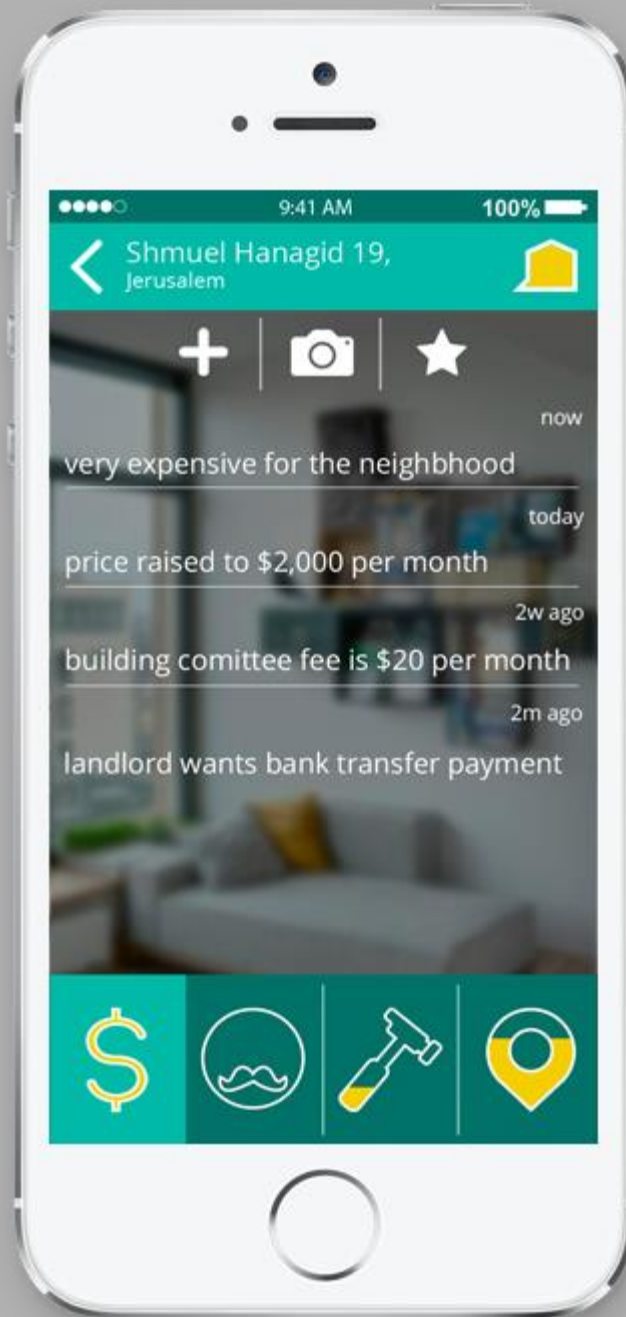 9:41 AM
100%
Shmuel Hanagid 19,
Jerusalem
now
very expensive for the neighbhood
today
price raised to $2,000 per month
2w ago
building comittee fee is $20 per month
2m ago
landlord wants bank transfer payment
$